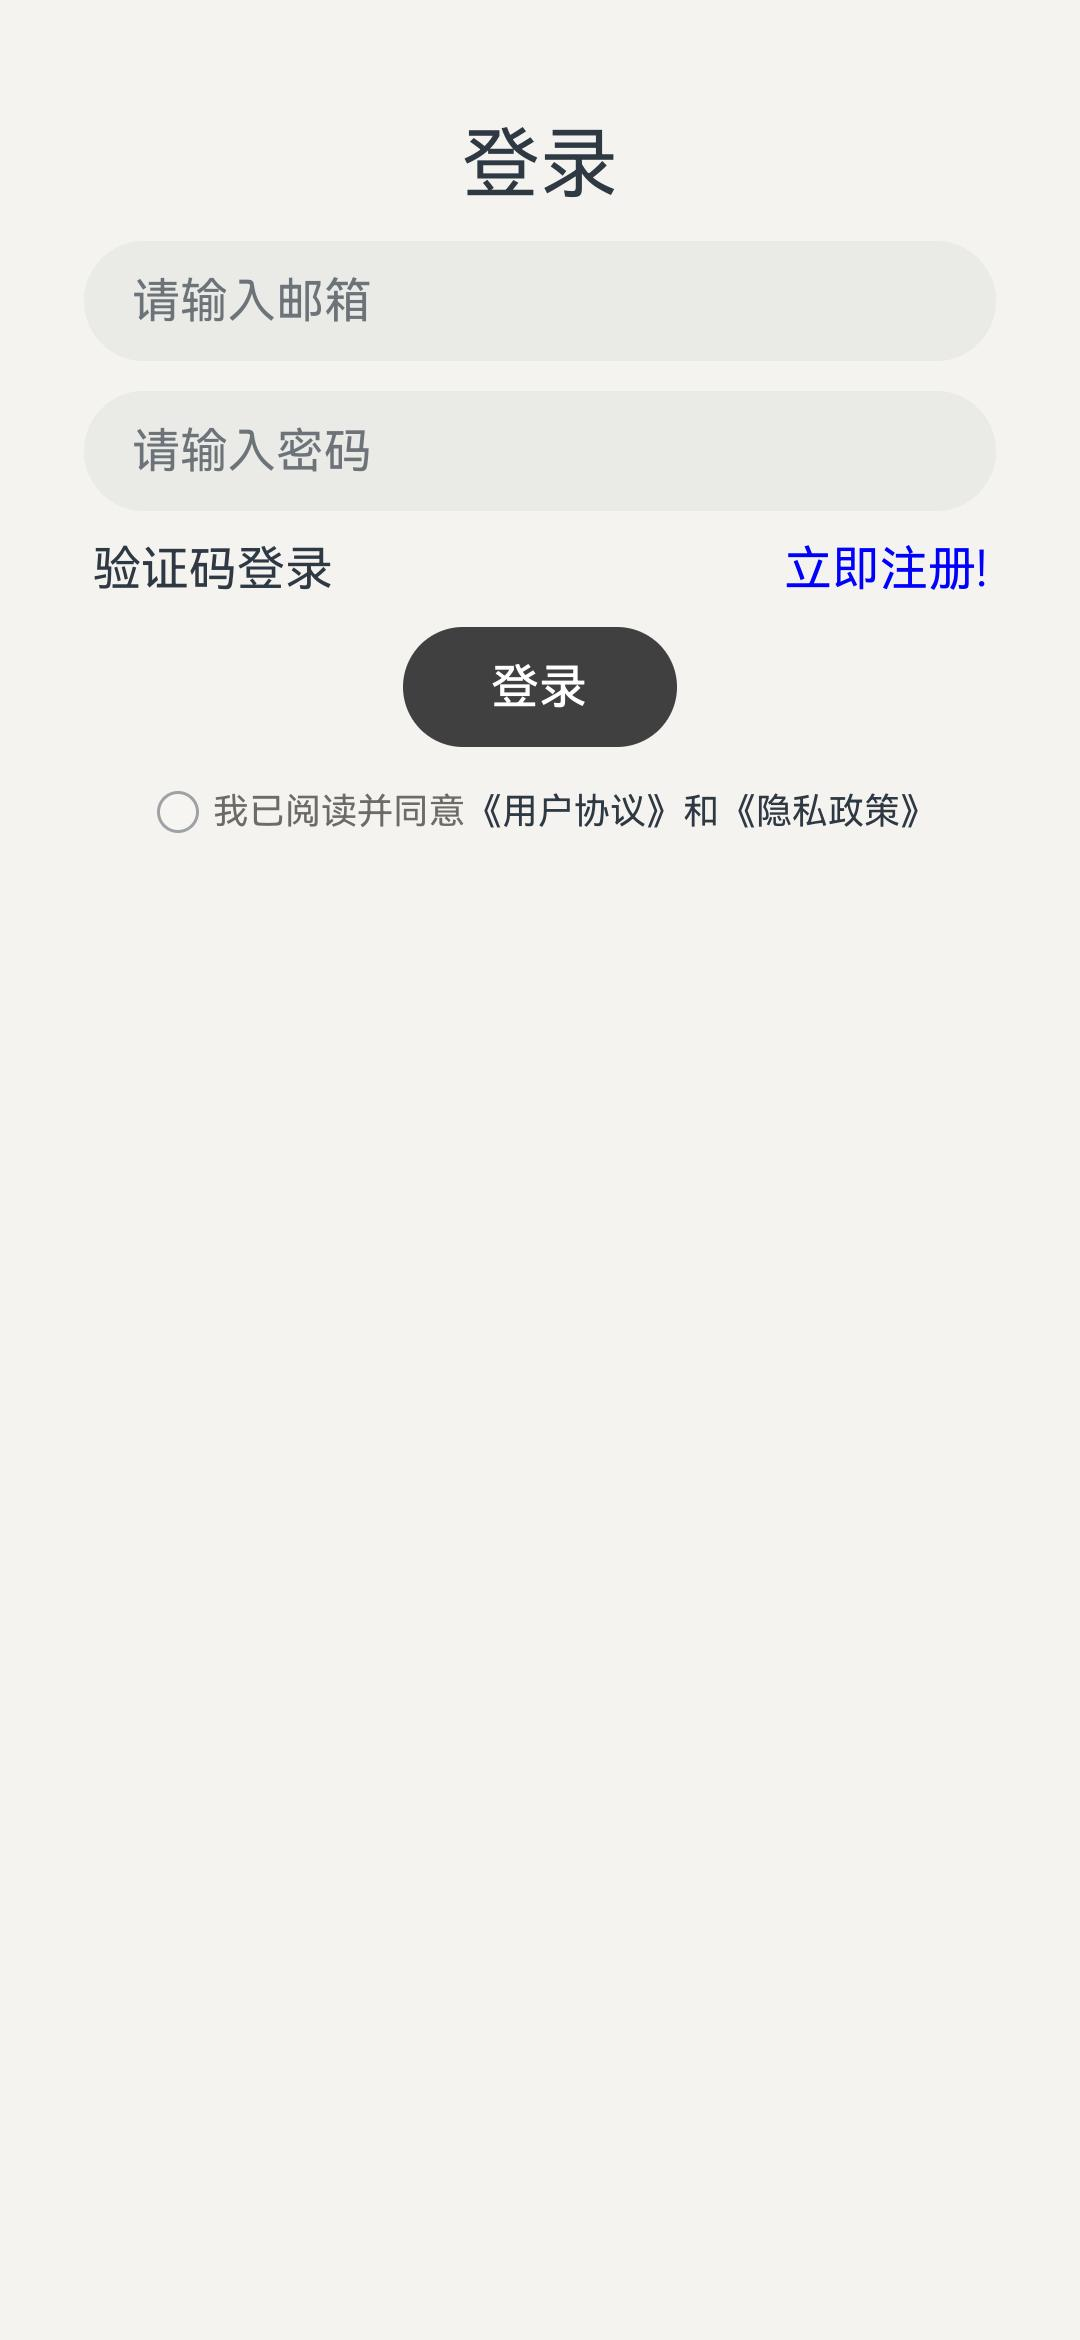 登录
请输入邮箱
请输入密码
验证码登录 立即注册!
登录
我已阅读并同意《用户协议》和《隐私政策》